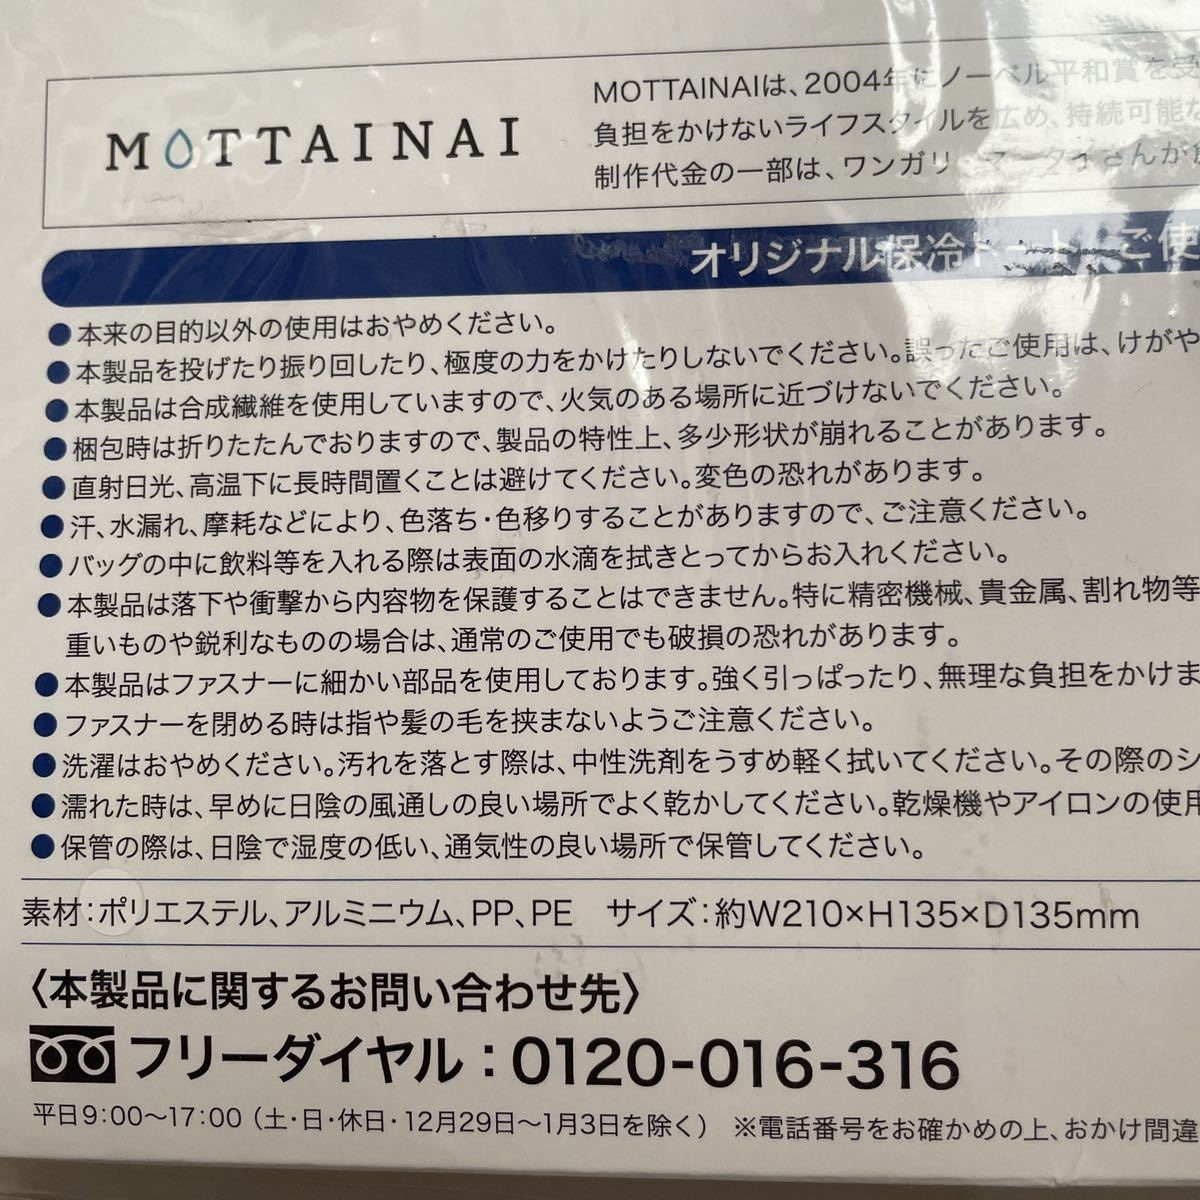 MOTTAINAI
MOTTAINAIは、2004年にノーベル平和賞を受
負担をかけないライフスタイルを広め、持続可能な
制作代金の一部は、ワンガリ・マータイさんが
オリジナル保冷トート ご使
●本来の目的以外の使用はおやめください。
●本製品を投げたり振り回したり、極度の力をかけたりしないでください。誤ったご使用は、けがや
●本製品は合成繊維を使用していますので、火気のある場所に近づけないでください。
●梱包時は折りたたんでおりますので、製品の特性上、多少形状が崩れることがあります。
●直射日光、高温下に長時間置くことは避けてください。変色の恐れがあります。
●汗、水漏れ、摩耗などにより、色落ち・色移りすることがありますので、ご注意ください。
●バッグの中に飲料等を入れる際は表面の水滴を拭きとってからお入れください。
●本製品は落下や衝撃から内容物を保護することはできません。特に精密機械、貴金属、割れ物等
重いものや鋭利なものの場合は、通常のご使用でも破損の恐れがあります。
●本製品はファスナーに細かい部品を使用しております。強く引っぱったり、無理な負担をかけま
●ファスナーを閉める時は指や髪の毛を挟まないようご注意ください。
●洗濯はおやめください。汚れを落とす際は、中性洗剤をうすめ軽く拭いてください。その際のシ
●濡れた時は、早めに日陰の風通しの良い場所でよく乾かしてください。乾燥機やアイロンの使用
●保管の際は、日陰で湿度の低い、通気性の良い場所で保管してください。
素材:ポリエステル、アルミニウム、PP、PE サイズ:約W210×H135×D135mm
〈本製品に関するお問い合わせ先〉
フリーダイヤル:0120-016-316
平日9:00～17:00(土・日・休日・12月29日～1月3日を除く) ※電話番号をお確かめの上、おかけ間違